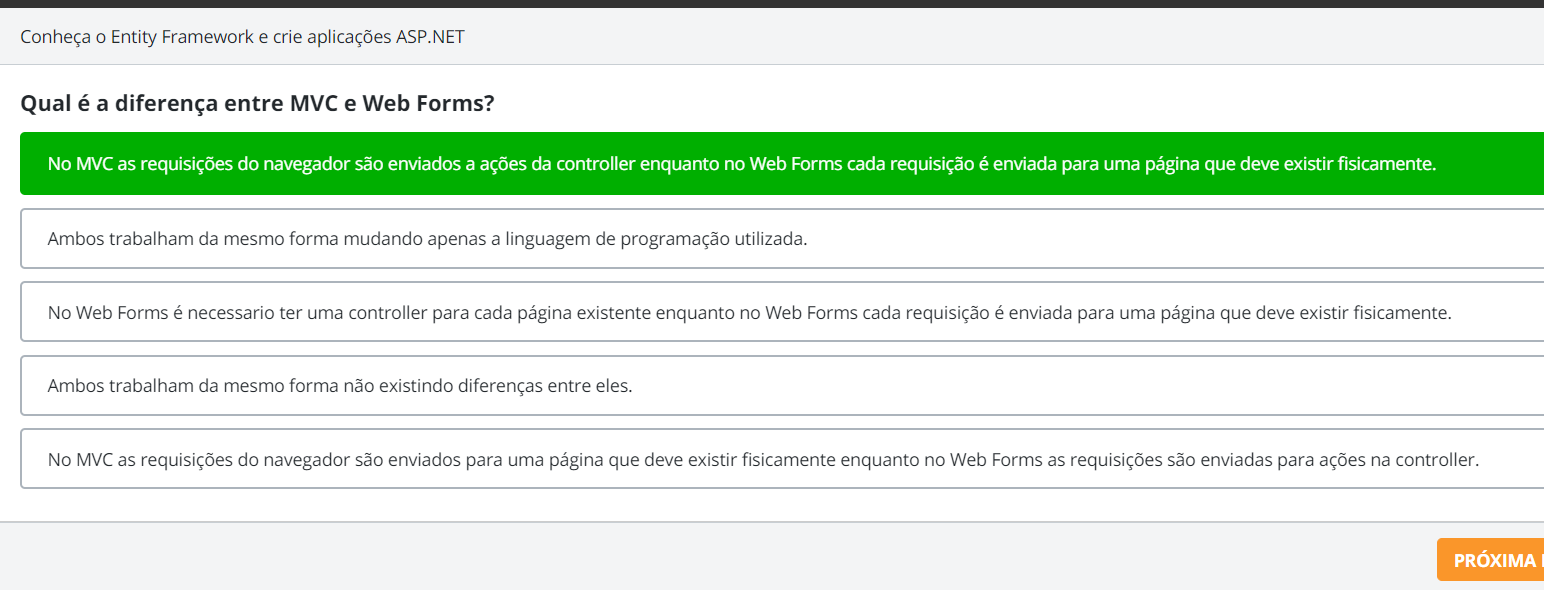 Conheça o Entity Framework e crie aplicações ASP.NET
Qual é a diferença entre MVC e Web Forms?
No MVC as requisições do navegador são enviados a ações da controller enquanto no Web Forms cada requisição é enviada para uma página que deve existir fisicamente.
Ambos trabalham da mesmo forma mudando apenas a linguagem de programação utilizada.
No Web Forms é necessario ter uma controller para cada página existente enquanto no Web Forms cada requisição é enviada para uma página que deve existir fisicamente.
Ambos trabalham da mesmo forma não existindo diferenças entre eles.
No MVC as requisições do navegador são enviados para uma página que deve existir fisicamente enquanto no Web Forms as requisições são enviadas para ações na controller.
PRÓXIMA